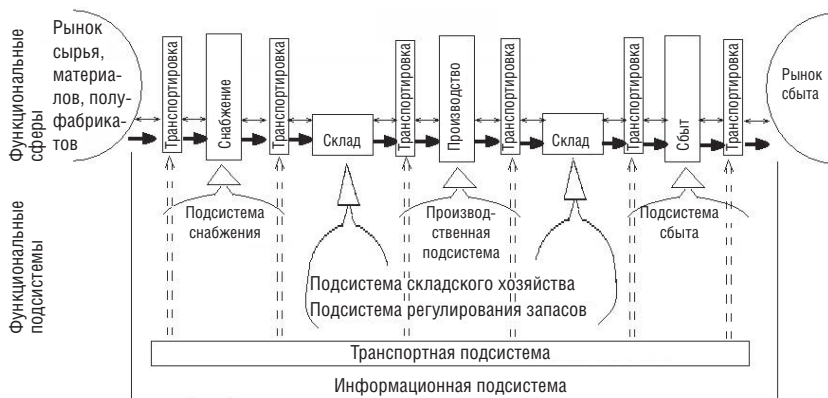 Функциональные
сферы
Рынок
сырья,
материа-
лов, полу-
фабрика-
тов
Транспортировка
Снабжение
Транспортировка
Склад
Транспортировка
Производство
Транспортировка
Склад
Транспортировка
Сбыт
Транспортировка
Рынок
сбыта
Функциональные
подсистемы
Подсистема
снабжения
Производ-
ственная
подсистема
Подсистема
сбыта
Подсистема складского хозяйства
Подсистема регулирования запасов
Транспортная подсистема
Информационная подсистема